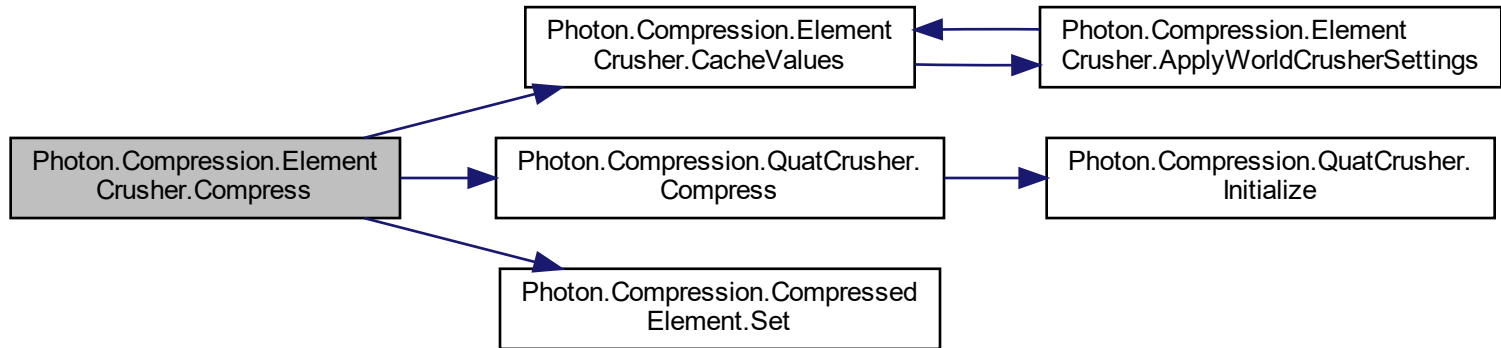 Photon.Compression.Element
Crusher.Compress
Photon.Compression.Element
Crusher.CacheValues
Photon.Compression.Element
Crusher.ApplyWorldCrusherSettings
Photon.Compression.QuatCrusher.
Compress
Photon.Compression.QuatCrusher.
Initialize
Photon.Compression.Compressed
Element.Set